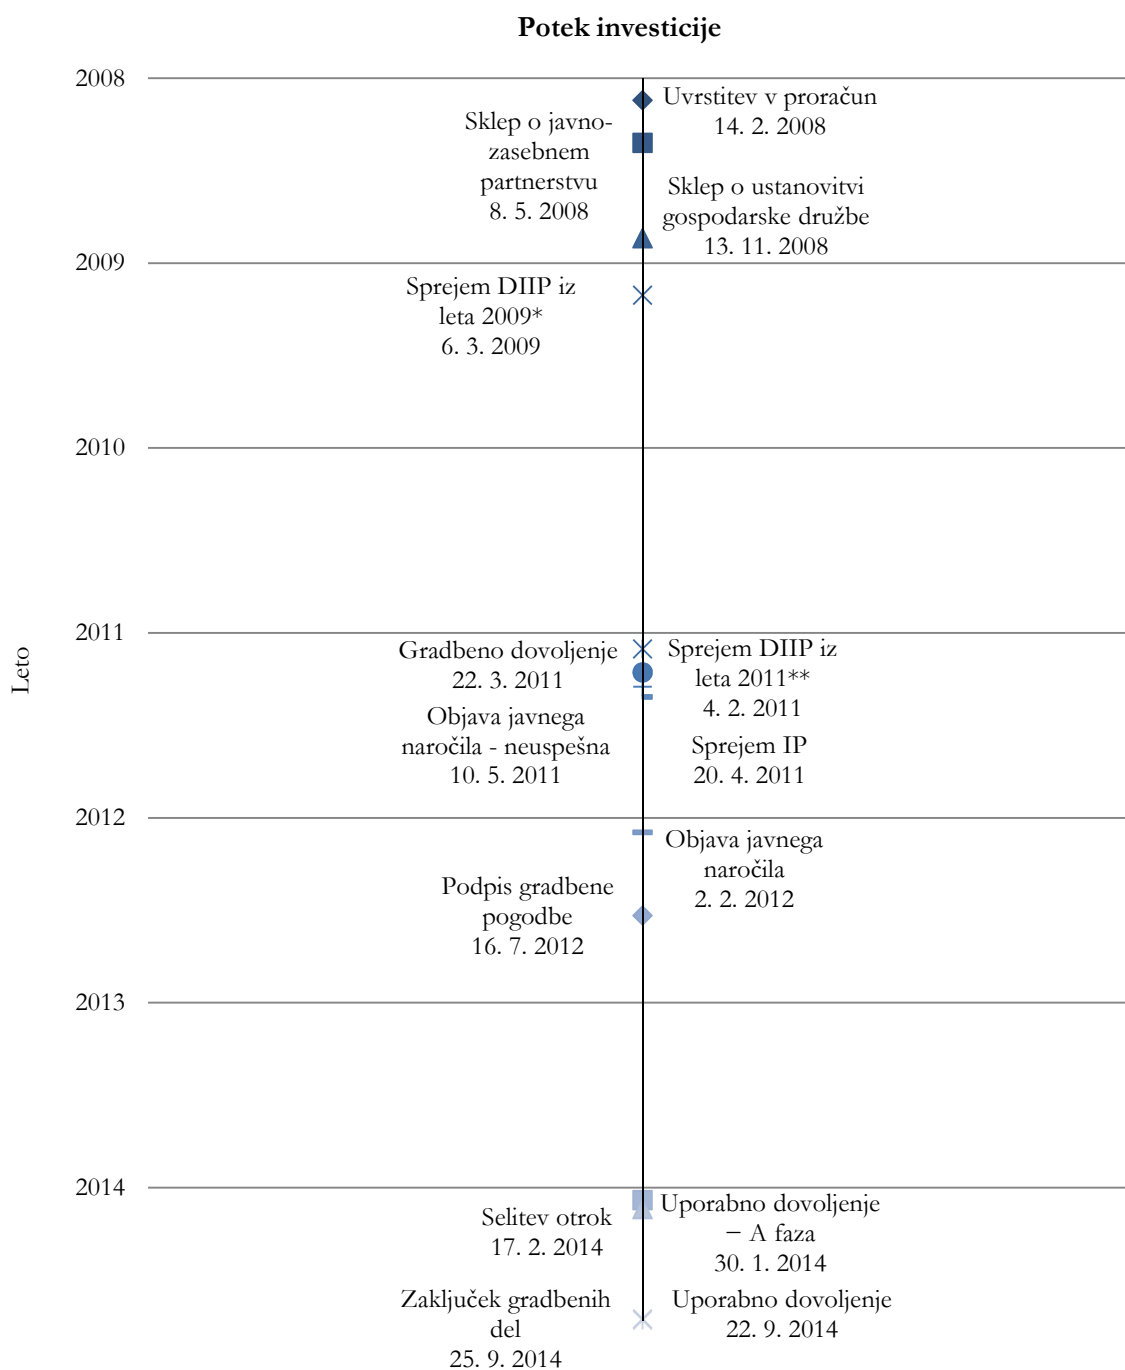 Potek investicije
2008
Uvrstitev v proračun
14. 2. 2008
Sklep o javno-
zasebnem
partnerstvu
8. 5. 2008
Sklep o ustanovitvi
gospodarske družbe
13. 11. 2008
2009
Sprejem DIIP iz
leta 2009*
6. 3. 2009
2010
Leto
2011
Gradbeno dovoljenje
22. 3. 2011
Sprejem DIIP iz
leta 2011**
4. 2. 2011
Objava javnega
naročila - neuspešna
10. 5. 2011
Sprejem IP
20. 4. 2011
2012
Objava javnega
naročila
2. 2. 2012
Podpis gradbene
pogodbe
16. 7. 2012
2013
2014
Selitev otrok
17. 2. 2014
Uporabno dovoljenje
− A faza
30. 1. 2014
Zaključek gradbenih
del
25. 9. 2014
Uporabno dovoljenje
22. 9. 2014